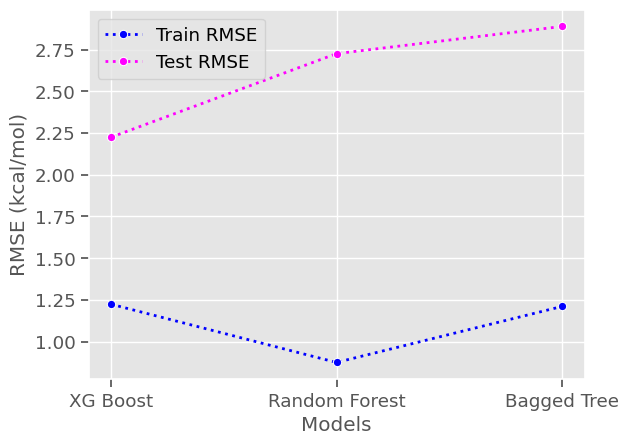 Train RMSE
Test RMSE
RMSE (kcal/mol)
2.75
2.50
2.25
2.00
1.75
1.50
1.25
1.00
XG Boost Random Forest Bagged Tree
Models